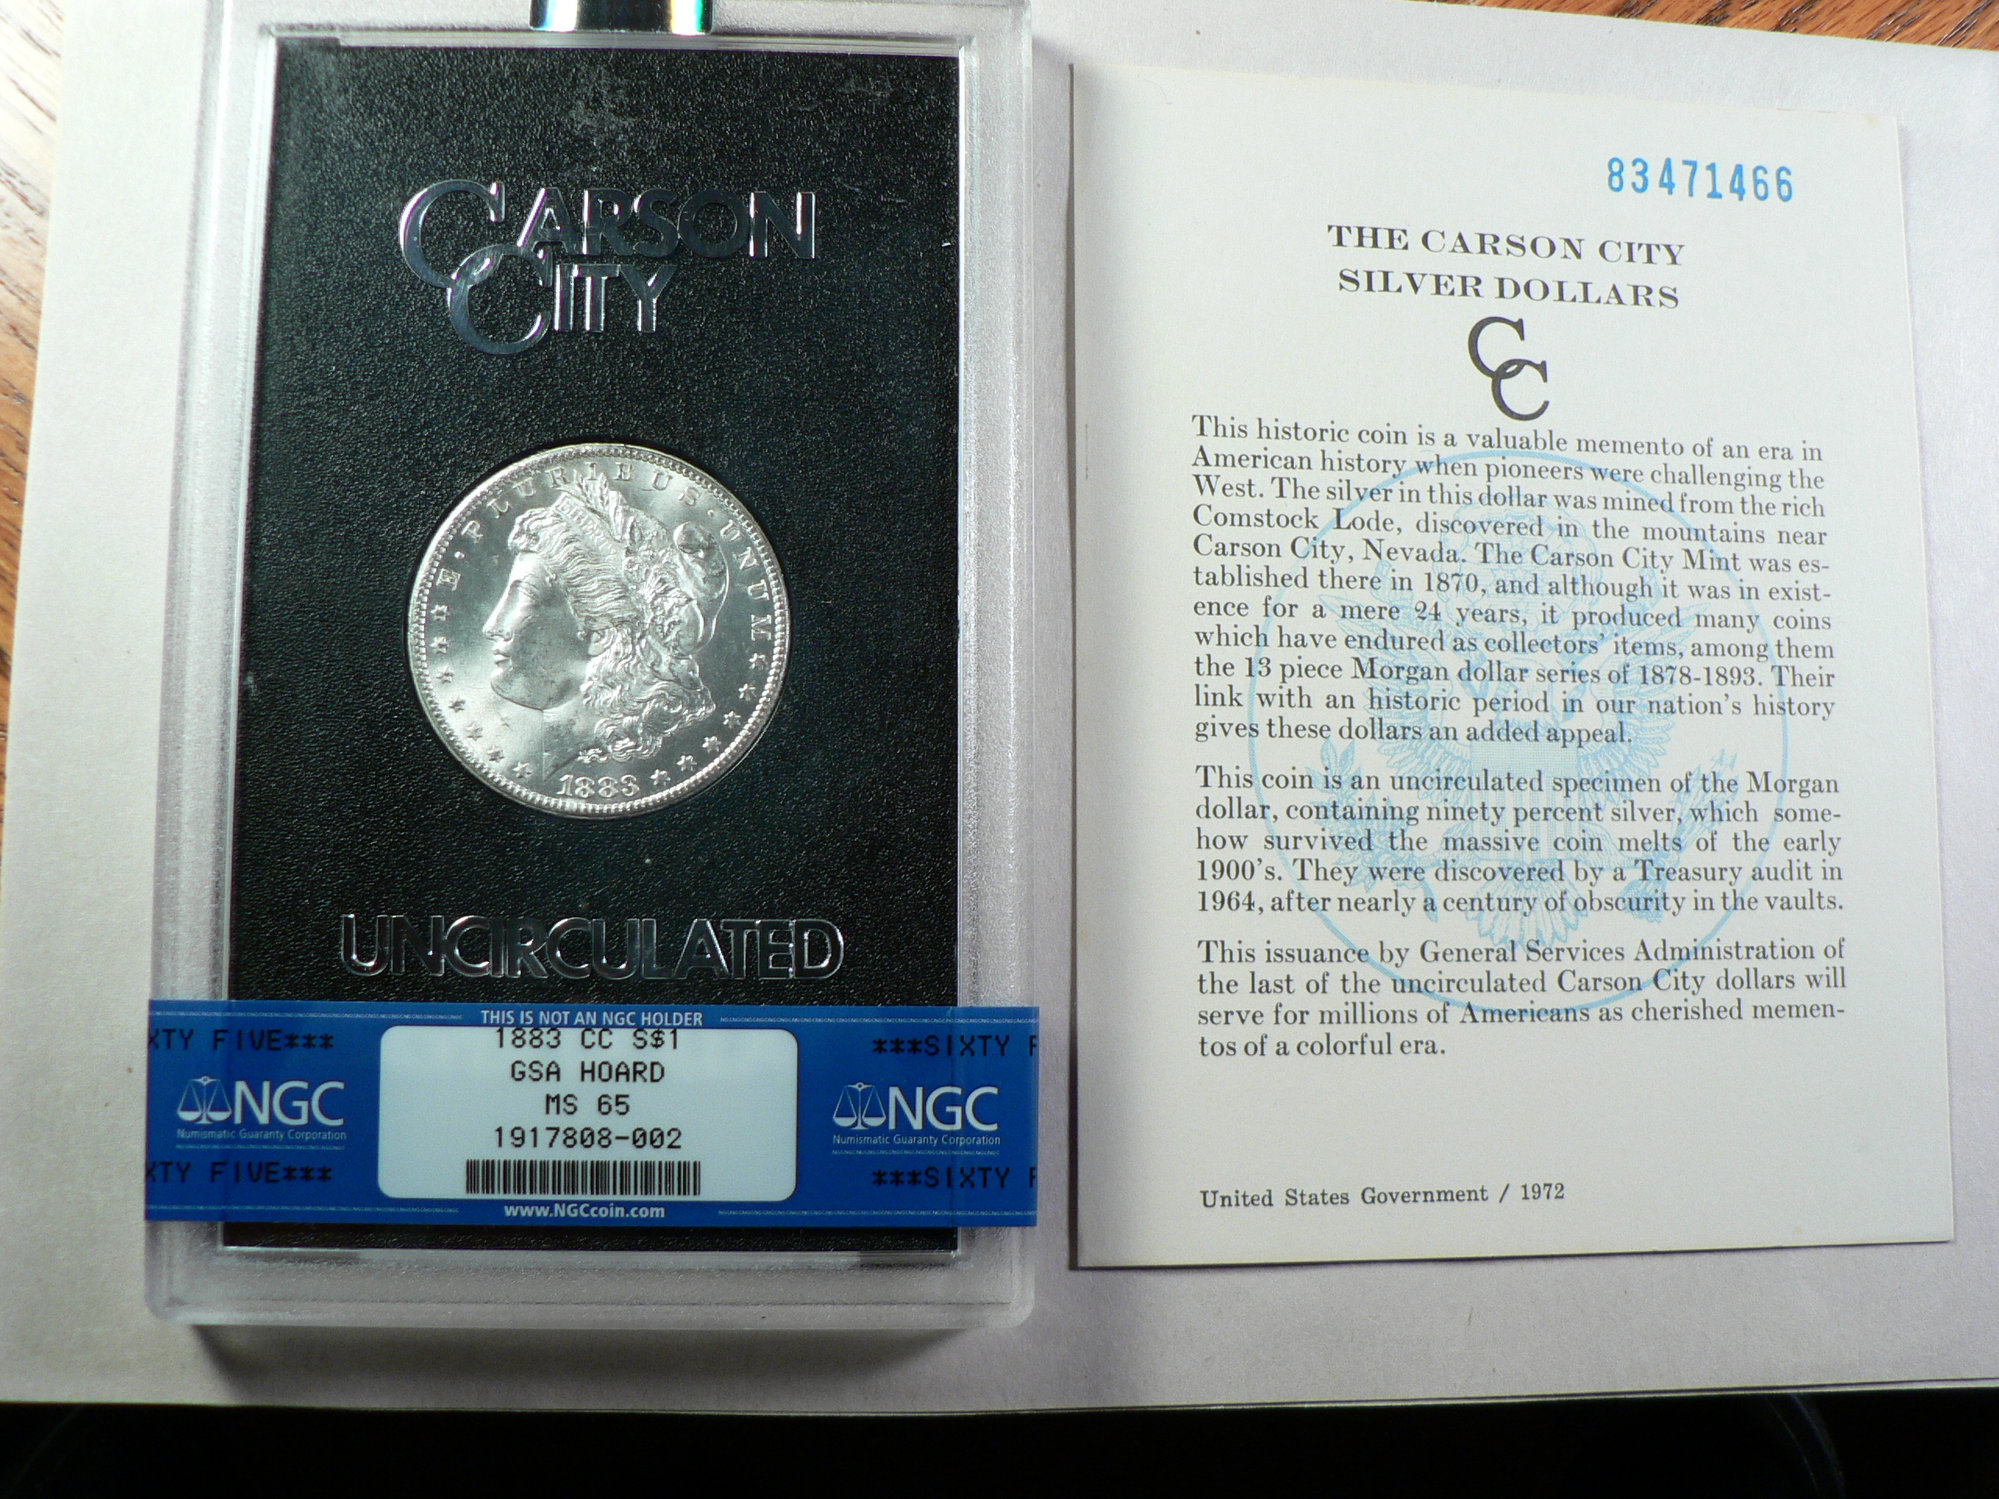 CARSON
CITY
E·PLURIBUS·UNUM
1883
UNCIRCULATED
THIS IS NOT AN NGC HOLDER
XTY FIVE***
1883 CC S$1
***SIXTY F
GSA HOARD
NGC
MS 65
NGC
Numismatic Guaranty Corporation
1917808-002
Numismatic Guaranty Corporation
XTY FIVE***
***SIXTY F
www.NGCcoin.com
83471466
THE CARSON CITY
SILVER DOLLARS
CC
This historic coin is a valuable memento of an era in
American history when pioneers were challenging the
West. The silver in this dollar was mined from the rich
Comstock Lode, discovered in the mountains near
Carson City, Nevada. The Carson City Mint was es-
tablished there in 1870, and although it was in exist-
ence for a mere 24 years, it produced many coins
which have endured as collectors' items, among them
the 13 piece Morgan dollar series of 1878-1893. Their
link with an historic period in our nation's history
gives these dollars an added appeal.
This coin is an uncirculated specimen of the Morgan
dollar, containing ninety percent silver, which some-
how survived the massive coin melts of the early
1900's. They were discovered by a Treasury audit in
1964, after nearly a century of obscurity in the vaults.
This issuance by General Services Administration of
the last of the uncirculated Carson City dollars will
serve for millions of Americans as cherished memen-
tos of a colorful era.
United States Government / 1972